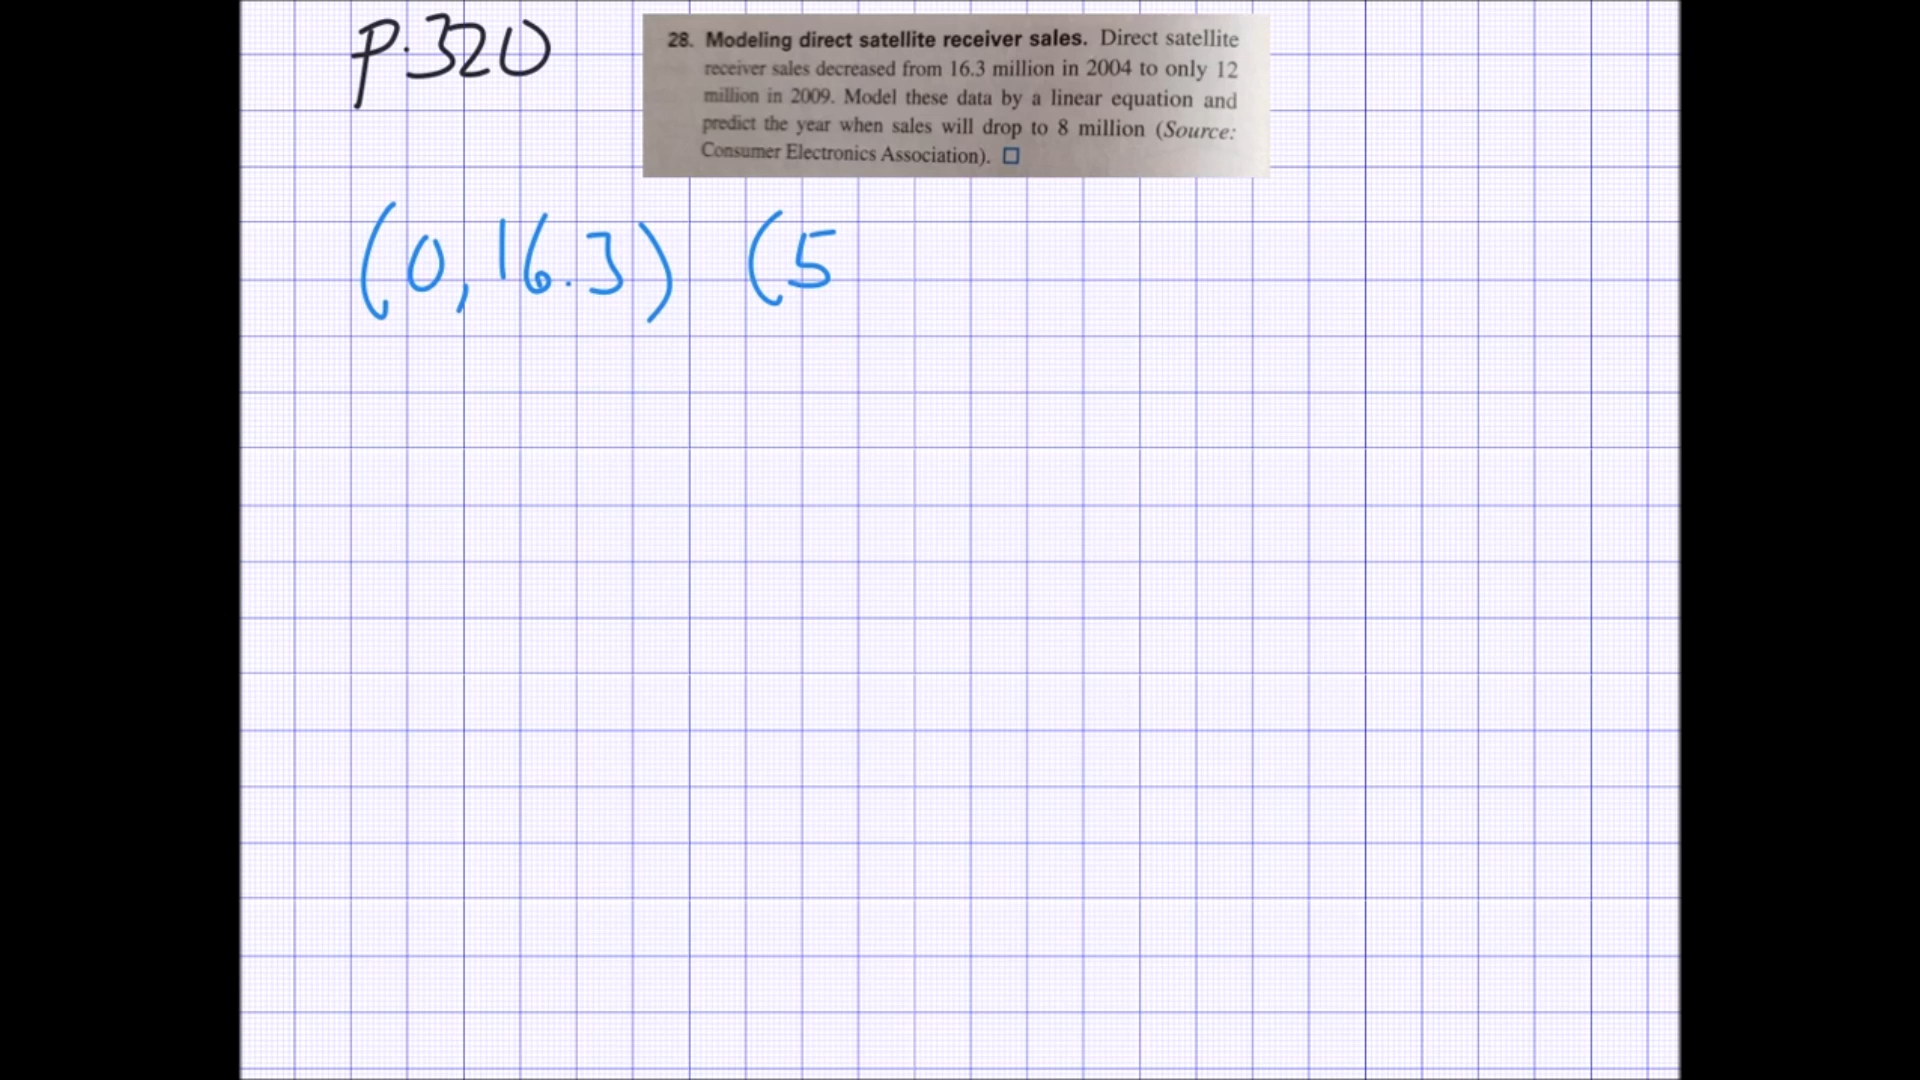 p.320
28. Modeling direct satellite receiver sales. Direct satellite
receiver sales decreased from 16.3 million in 2004 to only 12
million in 2009. Model these data by a linear equation and
predict the year when sales will drop to 8 million (Source:
Consumer Electronics Association). □
(0,16.3) (5